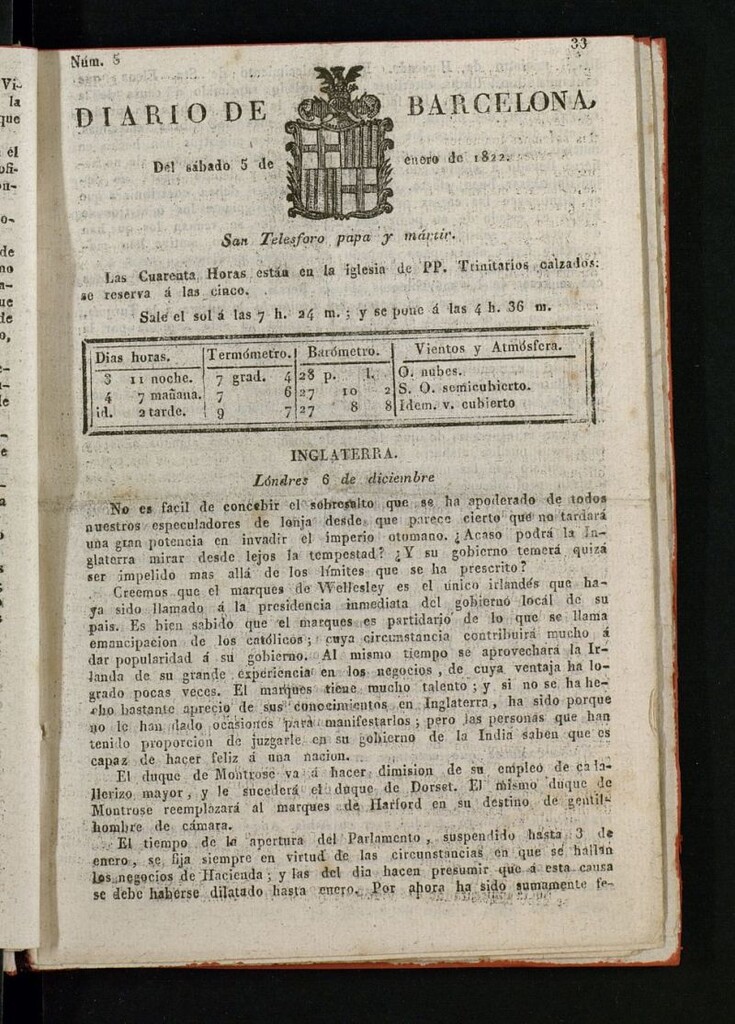 Núm. 5
33
DIARIO DE BARCELONA,
Del sábado 5 de enero de 1822.
San Telesforo papa y mártir.
Las Cuarenta Horas están en la iglesia de PP. Trinitarios calzados:
se reserva á las cinco.
Sale el sol á las 7 h. 24 m.; y se pone á las 4 h. 36 m.
Dias horas. Termómetro. Barómetro. Vientos y Atmósfera.
3 11 noche. 7 grad. 4 28 p. l. O. nubes.
4 7 mañana. 7 6 27 10 2 S. O. semicubierto.
id. 2 tarde. 9 7 27 8 8 Idem. v. cubierto
INGLATERRA.
Lóndres 6 de diciembre
No es facil de concebir el sobresalto que se ha apoderado de todos
nuestros especuladores de lonja desde que parece cierto que no tardará
una gran potencia en invadir el imperio otomano. ¿Acaso podrá la In-
glaterra mirar desde lejos la tempestad? ¿Y su gobierno temerá quizá
ser impelido mas allá de los límites que se ha prescrito?
Creemos que el marques de Wellesley es el único irlandés que ha-
ya sido llamado á la presidencia inmediata del gobierno local de su
pais. Es bien sabido que el marques es partidario de lo que se llama
emancipacion de los católicos; cuya circunstancia contribuirá mucho á
dar popularidad á su gobierno. Al mismo tiempo se aprovechará la Ir-
landa de su grande experiencia en los negocios, de cuya ventaja ha lo-
grado pocas veces. El marques tiene mucho talento; y si no se ha he-
cho bastante aprecio de sus conocimientos en Inglaterra, ha sido porque
no le han dado ocasiones para manifestarlos; pero las personas que han
tenido proporcion de juzgarle en su gobierno de la India saben que es
capaz de hacer feliz á una nacion.
El duque de Montrose va á hacer dimision de su empleo de caba-
llerizo mayor, y le sucederá el duque de Dorset. El mismo duque de
Montrose reemplazará al marques de Harford en su destino de gentil-
hombre de cámara.
El tiempo de la apertura del Parlamento, suspendido hasta 3 de
enero, se fija siempre en virtud de las circunstancias en que se hallan
los negocios de Hacienda; y las del dia hacen presumir que á esta causa
se debe haberse dilatado hasta enero. Por ahora ha sido sumamente fe-